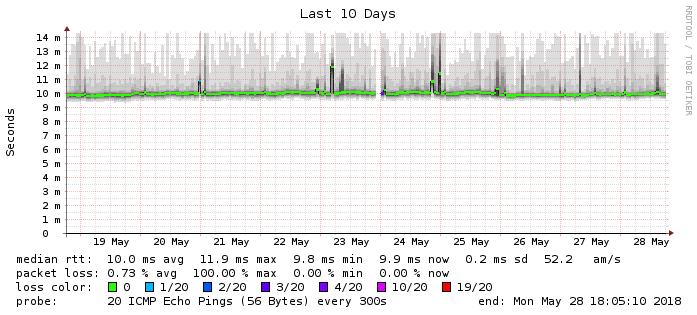 Last 10 Days
RRDTOOL / TOBI OETIKER
Seconds
14 m
13 m
12 m
11 m
10 m
9 m
8 m
7 m
6 m
5 m
4 m
3 m
2 m
1 m
0
19 May 20 May 21 May 22 May 23 May 24 May 25 May 26 May 27 May 28 May
median rtt: 10.0 ms avg 11.9 ms max 9.8 ms min 9.9 ms now 0.2 ms sd 52.2 am/s
packet loss: 0.73 % avg 100.00 % max 0.00 % min 0.00 % now
loss color: 0 1/20 2/20 3/20 4/20 10/20 19/20
probe: 20 ICMP Echo Pings (56 Bytes) every 300s end: Mon May 28 18:05:10 2018